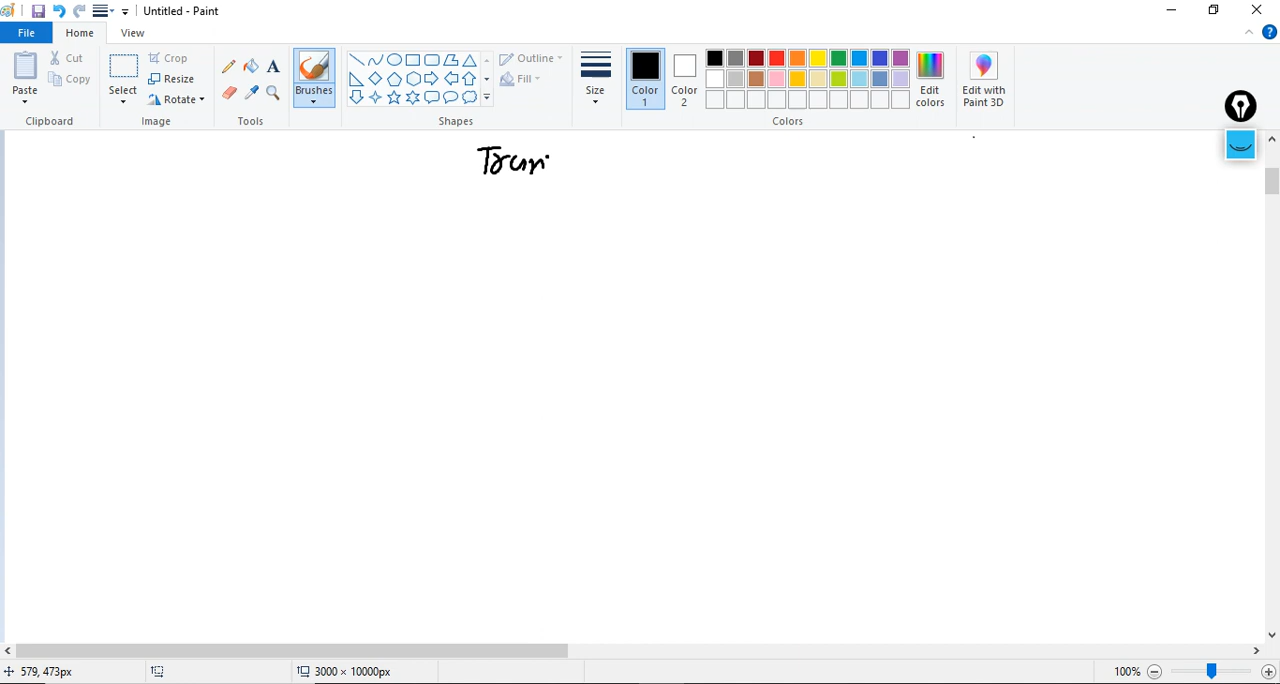 Untitled - Paint
File Home View
Paste Cut Copy Clipboard
Select Crop Resize Rotate Image
Tools
Brushes
Shapes Outline Fill
Size
Color 1 Color 2 Edit colors Colors
Edit with Paint 3D
Tran
579, 473px 3000 × 10000px 100%